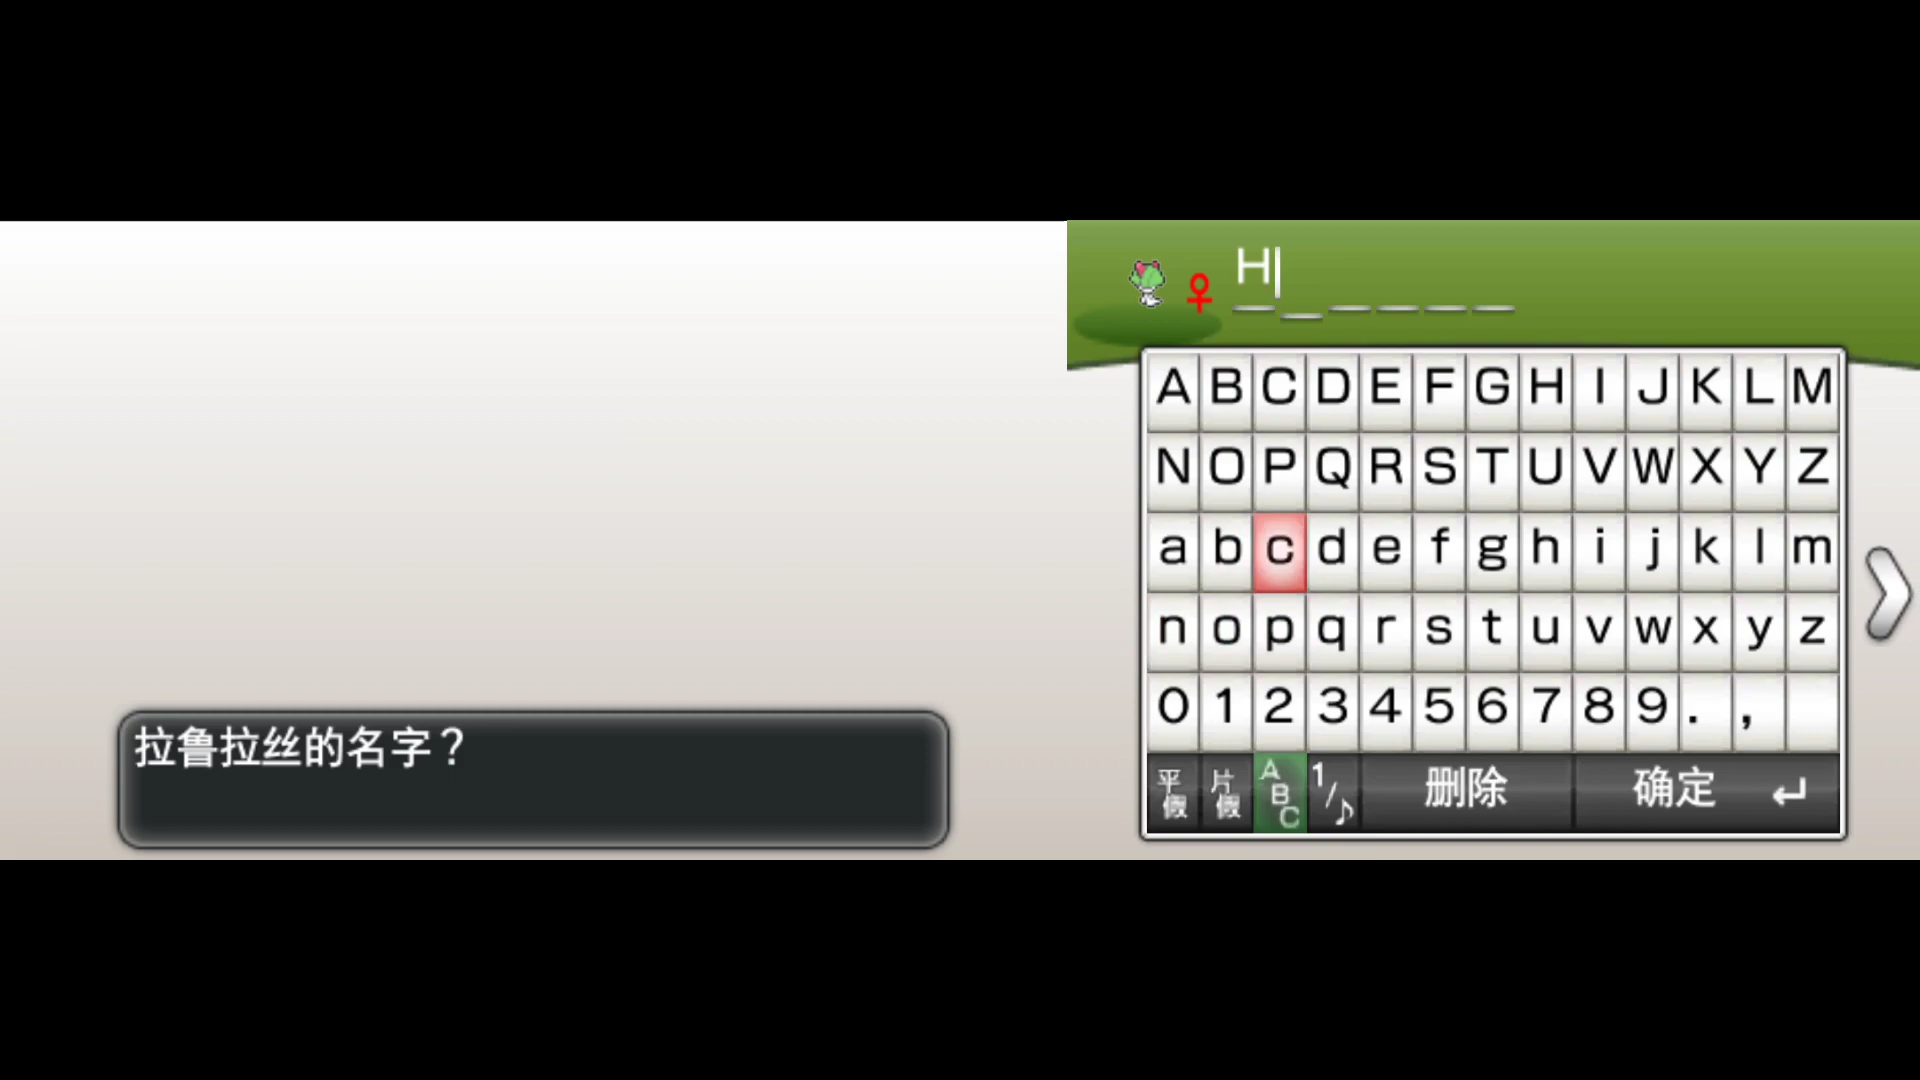 拉鲁拉丝的名字？
♀ H
A B C D E F G H I J K L M
N O P Q R S T U V W X Y Z
a b c d e f g h i j k l m
n o p q r s t u v w x y z
0 1 2 3 4 5 6 7 8 9 . ,
平假 片假 ABC 1/♪ 删除 确定